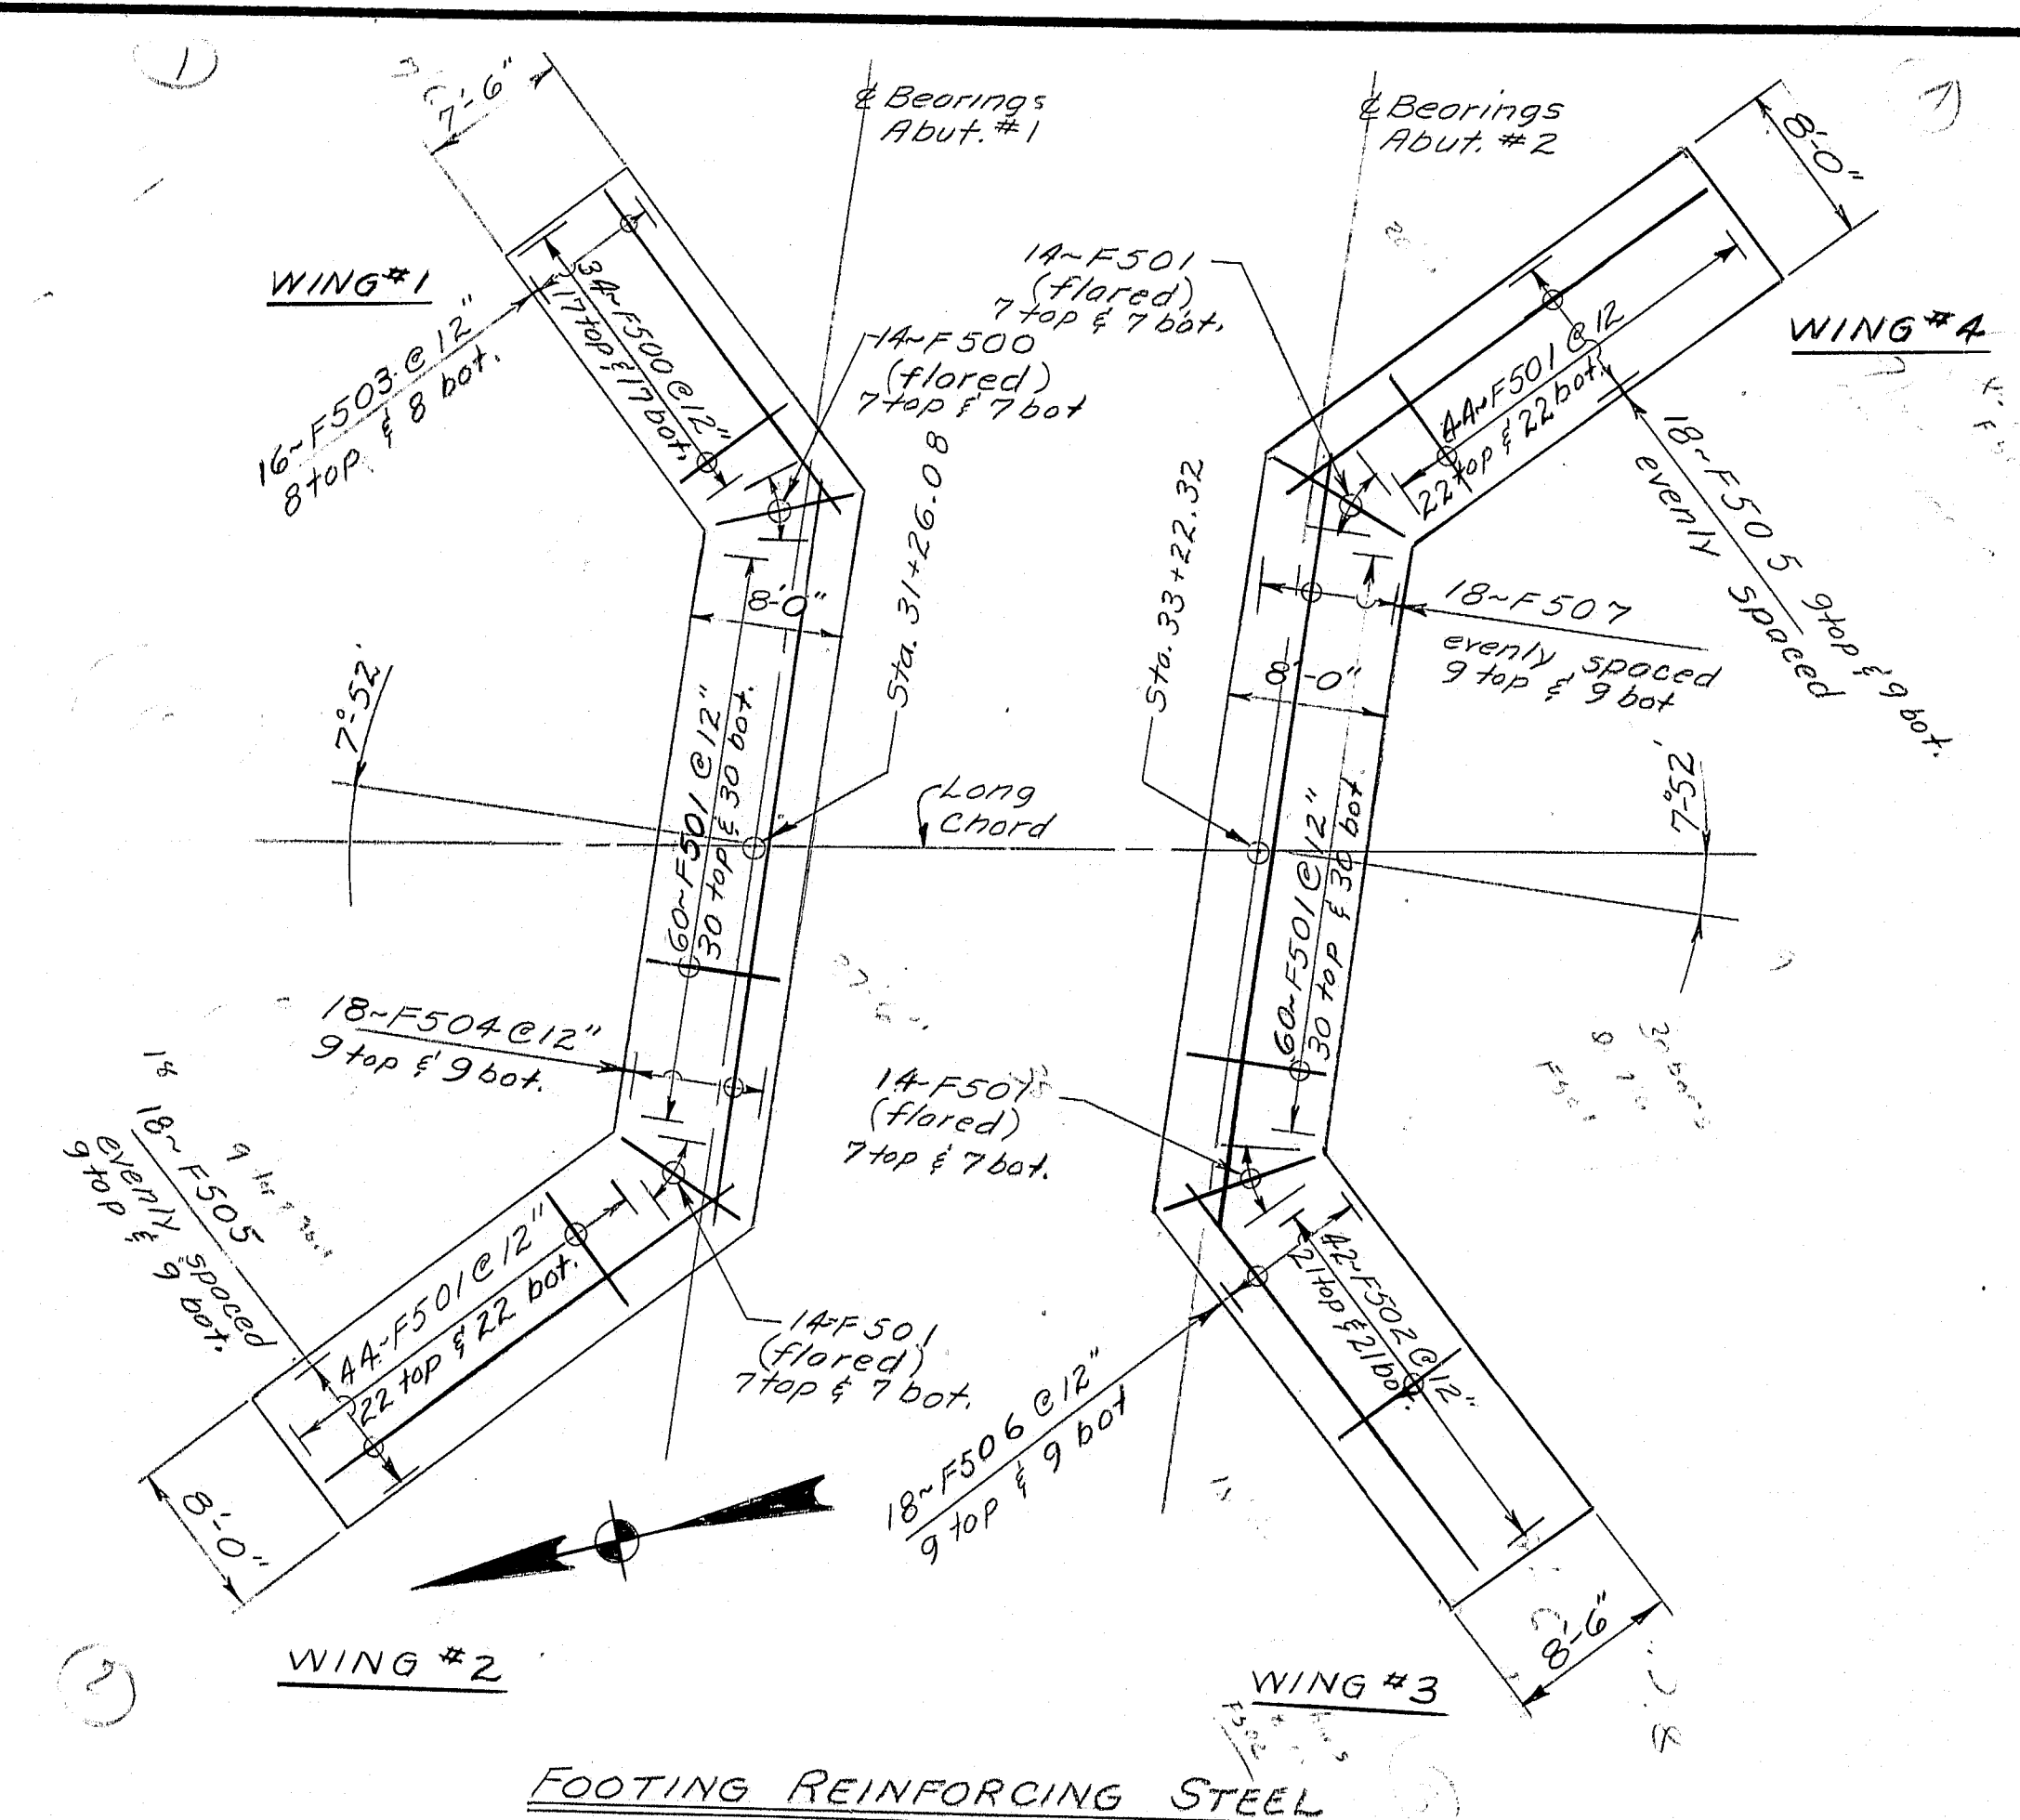 1
7'-6"
℄ Bearings
Abut. #1
℄ Bearings
Abut. #2
8'-0"
WING #1
16~F503 @ 12"
8 top & 8 bot.
34~F500 @ 12"
17 top & 17 bot.
14~F500
(flared)
7 top & 7 bot
14~F501
(flared)
7 top & 7 bot.
44~F501 @ 12
22 top & 22 bot.
WING #4
18~F505 9 top & 9 bot.
evenly spaced
8'-0"
Sta. 31+26.08
Sta. 33+22.32
18~F507
evenly spaced
9 top & 9 bot
8'-0"
7°-52'
60~F501 @ 12"
30 top & 30 bot.
Long
Chord
60~F501 @ 12"
30 top & 30 bot
7°-52'
18~F504 @ 12"
9 top & 9 bot.
18~F505
evenly spaced
9 top & 9 bot.
14~F501
(flared)
7 top & 7 bot.
44~F501 @ 12"
22 top & 22 bot.
14~F501
(flared)
7 top & 7 bot.
42~F502 @ 12"
21 top & 21 bot.
18~F506 @ 12"
9 top & 9 bot
8'-0"
8'-6"
2
WING #2
WING #3
FOOTING REINFORCING STEEL